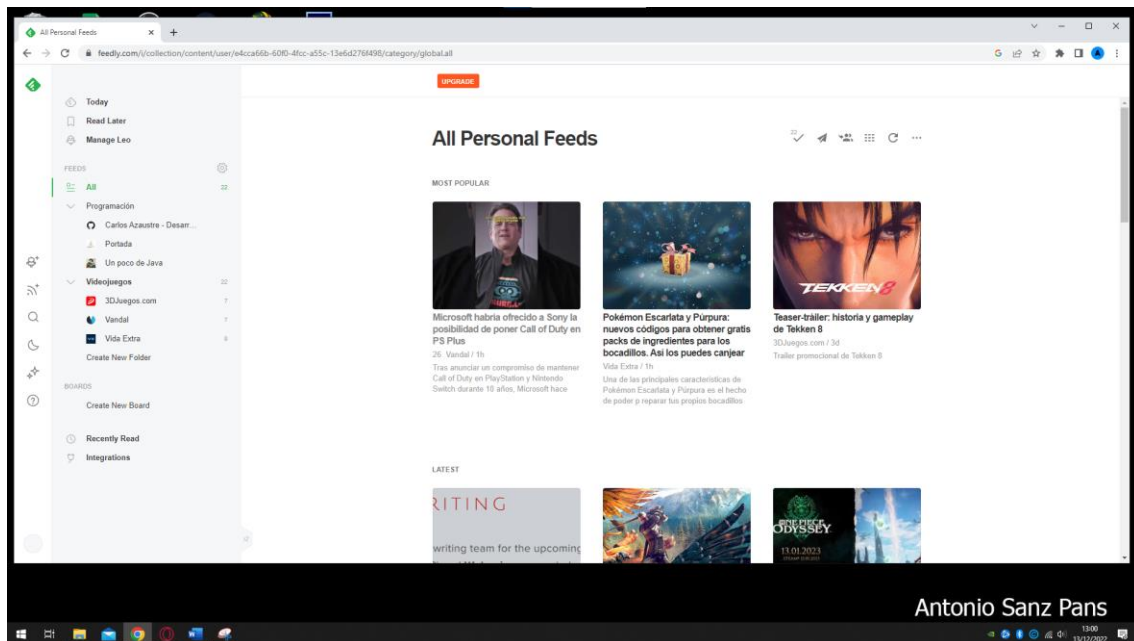 All Personal Feeds
feedly.com/i/collection/content/user/e4cca66b-60f0-4fcc-a55c-13e6d276f498/category/global.all
UPGRADE
Today
Read Later
Manage Leo
FEEDS
All 22
Programación
Carlos Azaustre - Desarr...
Portada
Un poco de Java
Videojuegos 22
3DJuegos.com 7
Vandal 7
Vida Extra 8
Create New Folder
BOARDS
Create New Board
Recently Read
Integrations
All Personal Feeds
22
MOST POPULAR
TEKKEN 8
Microsoft habría ofrecido a Sony la
posibilidad de poner Call of Duty en
PS Plus
26 Vandal / 1h
Tras anunciar un compromiso de mantener
Call of Duty en PlayStation y Nintendo
Switch durante 10 años, Microsoft hace
Pokémon Escarlata y Púrpura:
nuevos códigos para obtener gratis
packs de ingredientes para los
bocadillos. Así los puedes canjear
Vida Extra / 1h
Una de las principales características de
Pokémon Escarlata y Púrpura es el hecho
de poder p reparar tus propios bocadillos
Teaser-tráiler: historia y gameplay
de Tekken 8
3DJuegos.com / 3d
Trailer promocional de Tekken 8
LATEST
RITING
writing team for the upcoming
ONE PIECE
ODYSSEY
13.01.2023
Antonio Sanz Pans
13:00
13/12/2022